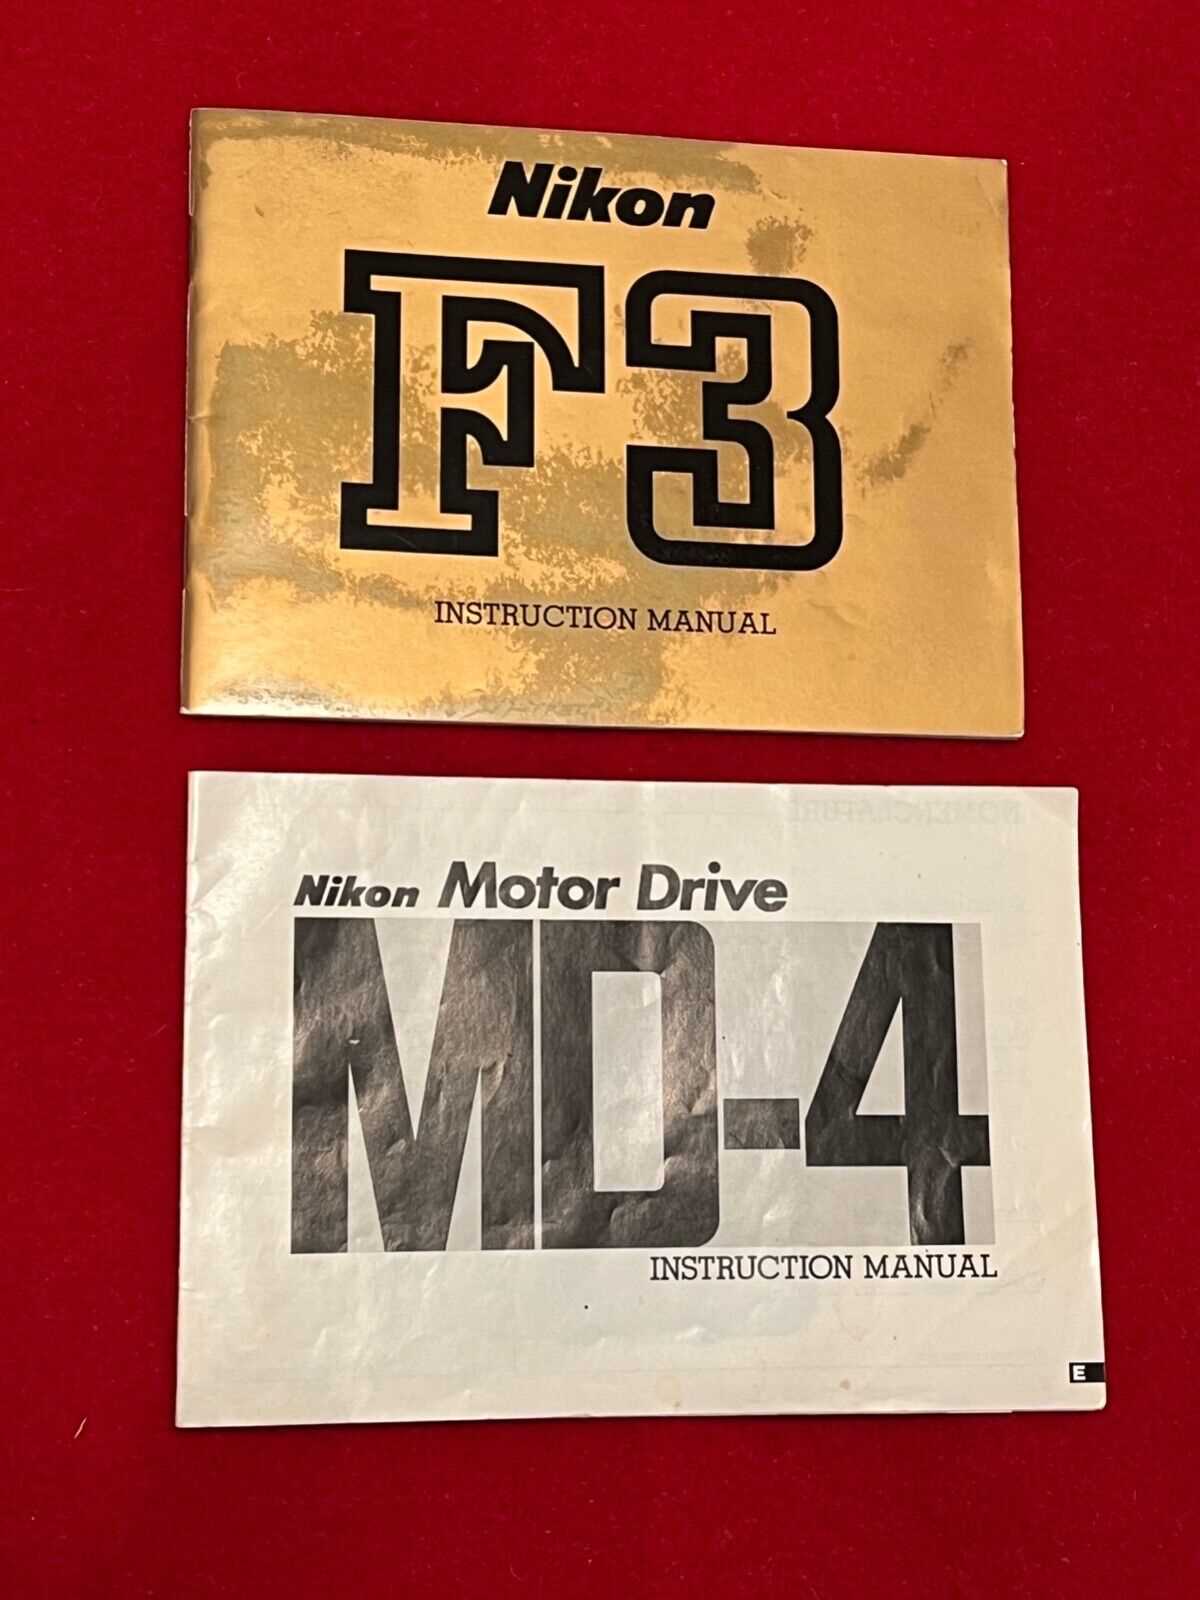 Nikon
F3
INSTRUCTION MANUAL
Nikon Motor Drive
MD-4
INSTRUCTION MANUAL
E